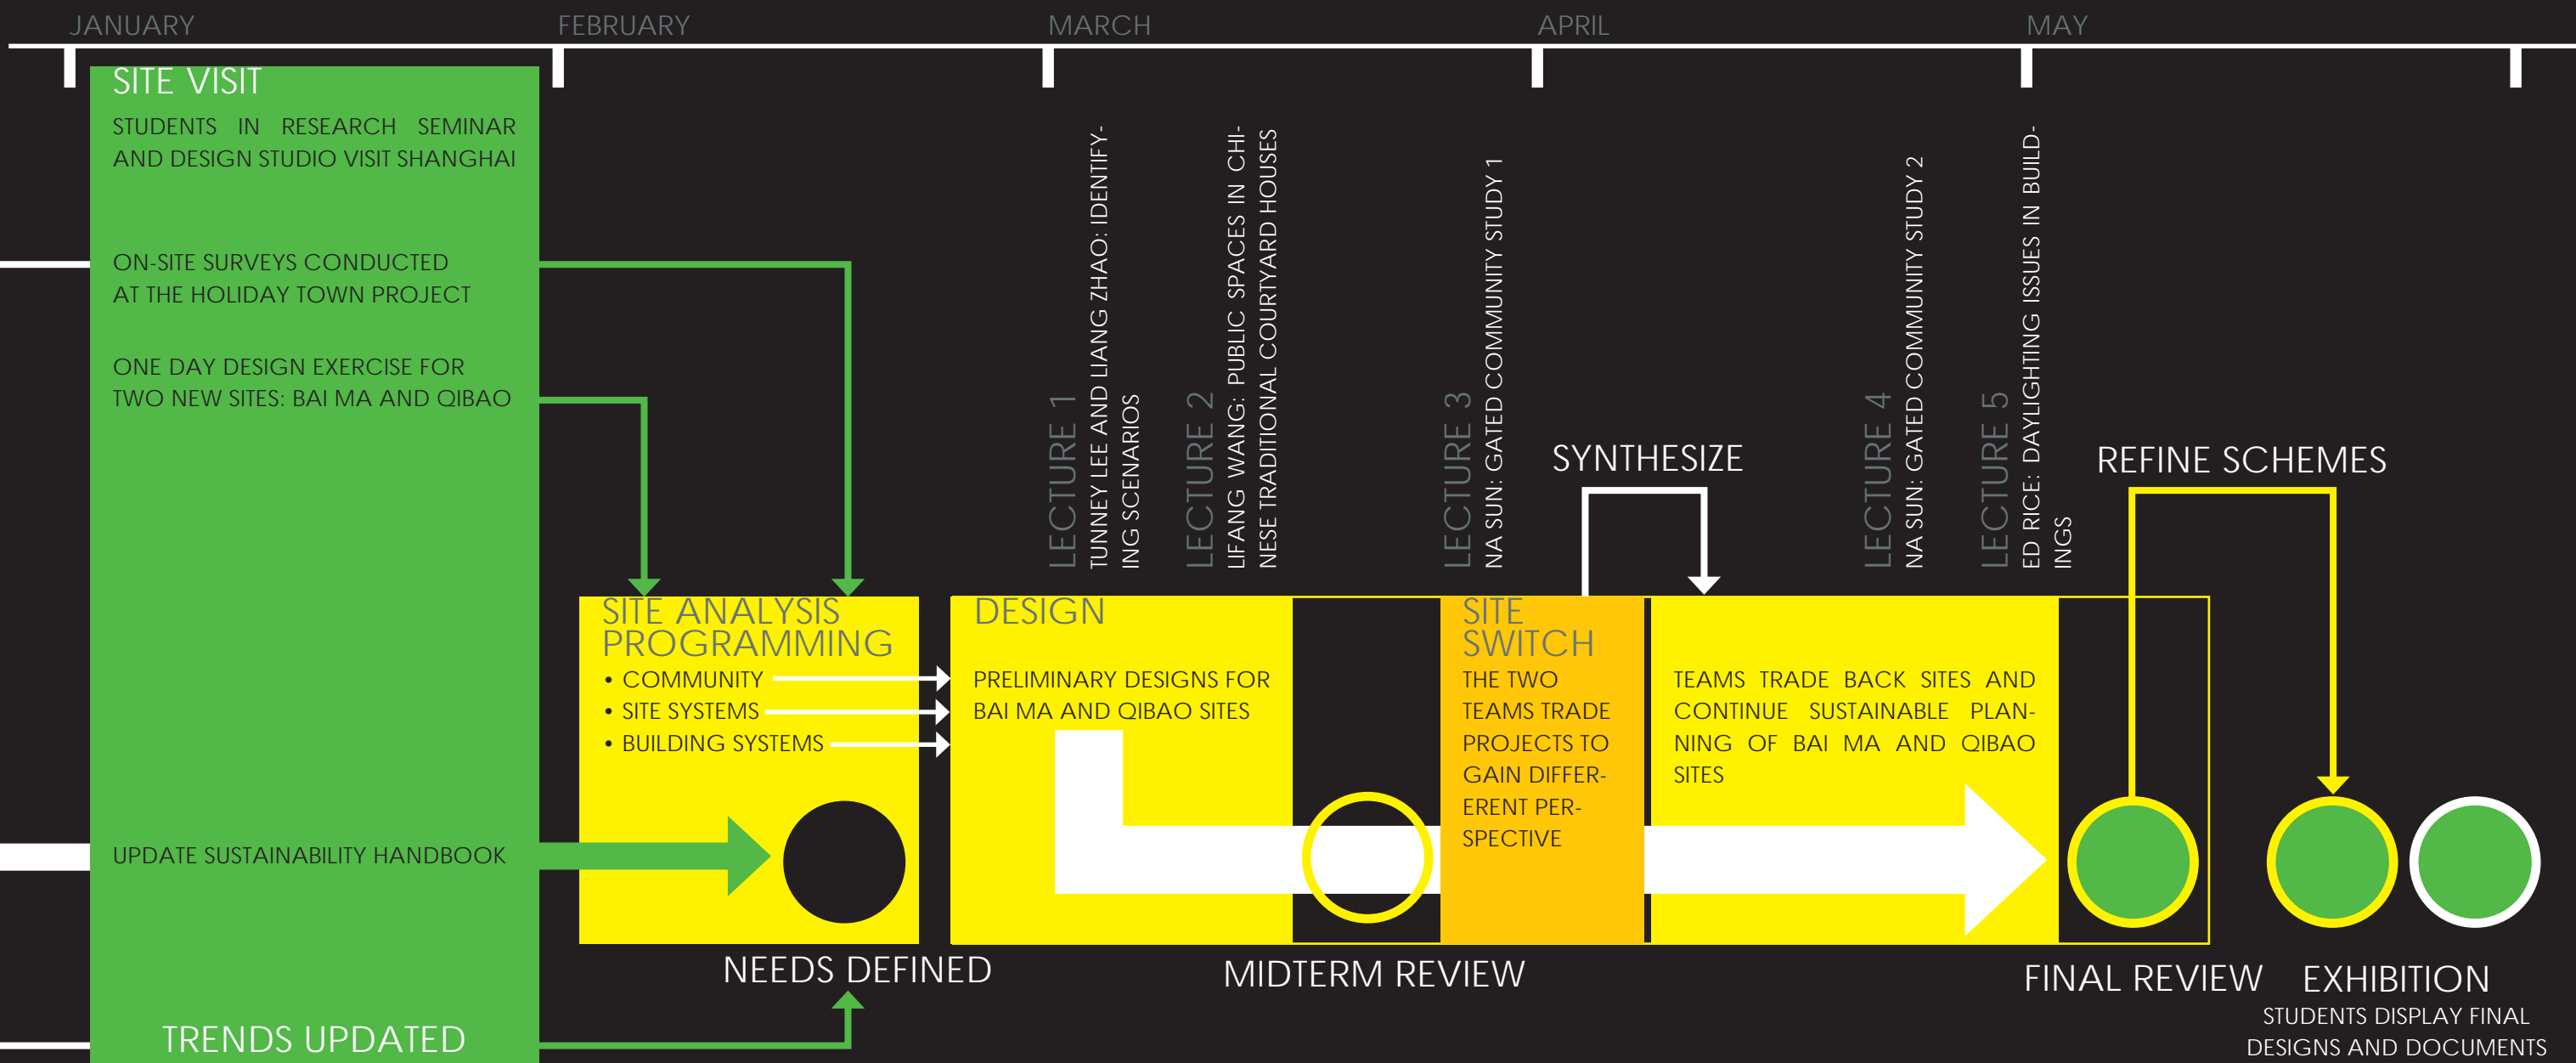 JANUARY
FEBRUARY
MARCH
APRIL
MAY
SITE VISIT
STUDENTS IN RESEARCH SEMINAR
AND DESIGN STUDIO VISIT SHANGHAI
ON-SITE SURVEYS CONDUCTED
AT THE HOLIDAY TOWN PROJECT
ONE DAY DESIGN EXERCISE FOR
TWO NEW SITES: BAI MA AND QIBAO
UPDATE SUSTAINABILITY HANDBOOK
TRENDS UPDATED
SITE ANALYSIS
PROGRAMMING
• COMMUNITY
• SITE SYSTEMS
• BUILDING SYSTEMS
NEEDS DEFINED
LECTURE 1
TUNNEY LEE AND LIANG ZHAO: IDENTIFY-
ING SCENARIOS
LECTURE 2
LIFANG WANG: PUBLIC SPACES IN CHI-
NESE TRADITIONAL COURTYARD HOUSES
LECTURE 3
NA SUN: GATED COMMUNITY STUDY 1
SYNTHESIZE
LECTURE 4
NA SUN: GATED COMMUNITY STUDY 2
LECTURE 5
ED RICE: DAYLIGHTING ISSUES IN BUILD-
INGS
REFINE SCHEMES
DESIGN
PRELIMINARY DESIGNS FOR
BAI MA AND QIBAO SITES
MIDTERM REVIEW
SITE
SWITCH
THE TWO
TEAMS TRADE
PROJECTS TO
GAIN DIFFER-
ERENT PER-
SPECTIVE
TEAMS TRADE BACK SITES AND
CONTINUE SUSTAINABLE PLAN-
NING OF BAI MA AND QIBAO
SITES
FINAL REVIEW
EXHIBITION
STUDENTS DISPLAY FINAL
DESIGNS AND DOCUMENTS